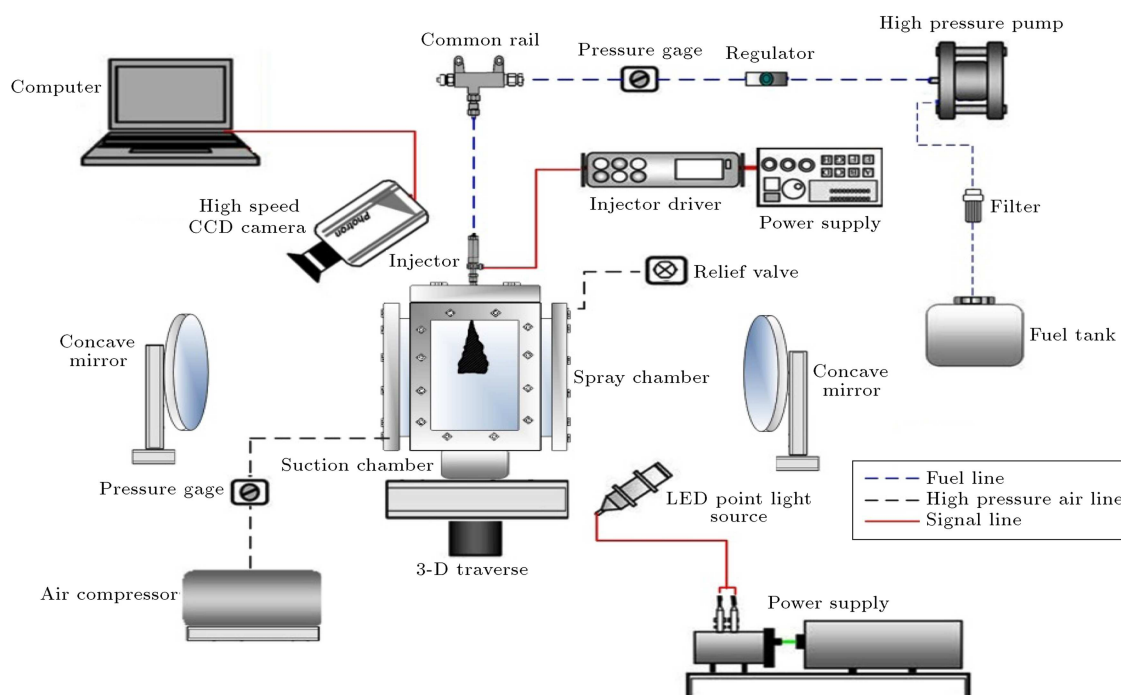 High pressure pump
Common rail
Pressure gage
Regulator
Computer
High speed
CCD camera
Photron
Injector driver
Power supply
Filter
Injector
Relief valve
Concave
mirror
Spray chamber
Concave
mirror
Fuel tank
Suction chamber
Pressure gage
LED point light
source
Fuel line
High pressure air line
Signal line
3-D traverse
Air compressor
Power supply